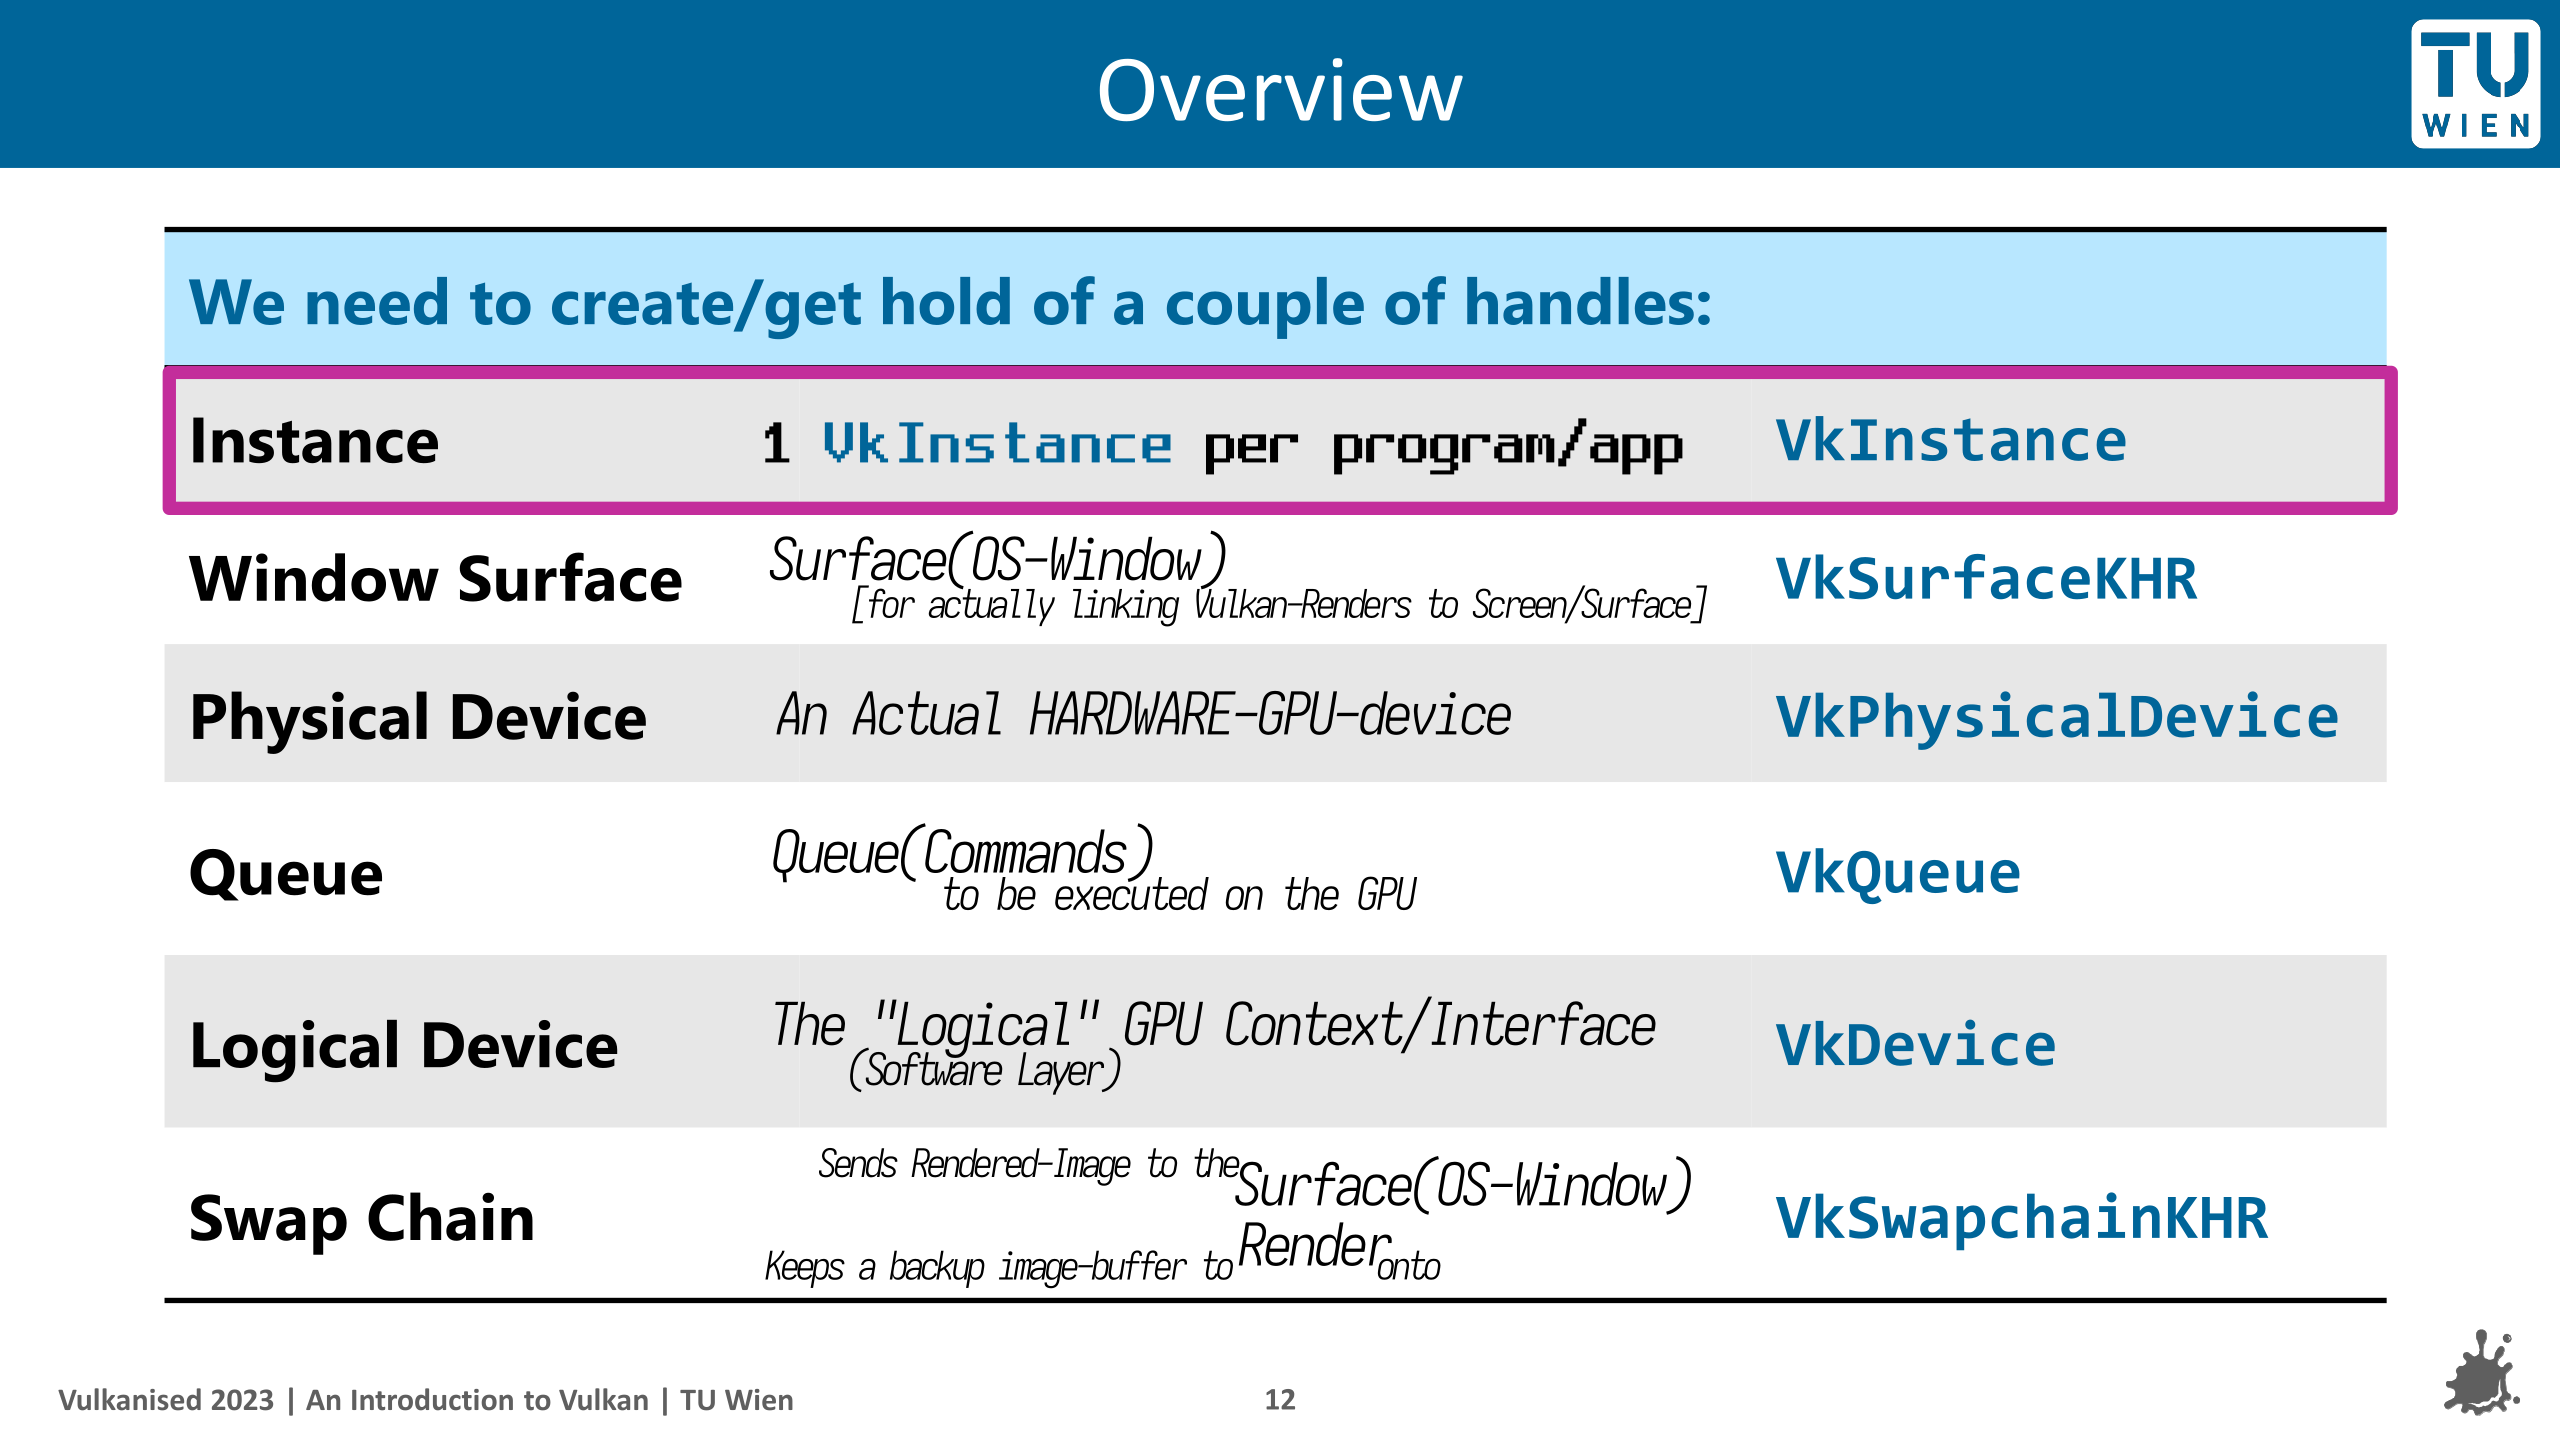 Overview
TU
WIEN
We need to create/get hold of a couple of handles:
Instance 1 VkInstance per program/app VkInstance
Window Surface Surface(OS-Window) VkSurfaceKHR
[for actually linking Vulkan-Renders to Screen/Surface]
Physical Device An Actual HARDWARE-GPU-device VkPhysicalDevice
Queue Queue(Commands) VkQueue
to be executed on the GPU
Logical Device The "Logical" GPU Context/Interface VkDevice
(Software Layer)
Swap Chain Sends Rendered-Image to the Surface(OS-Window) VkSwapchainKHR
Keeps a backup image-buffer to Render onto
Vulkanised 2023 | An Introduction to Vulkan | TU Wien 12